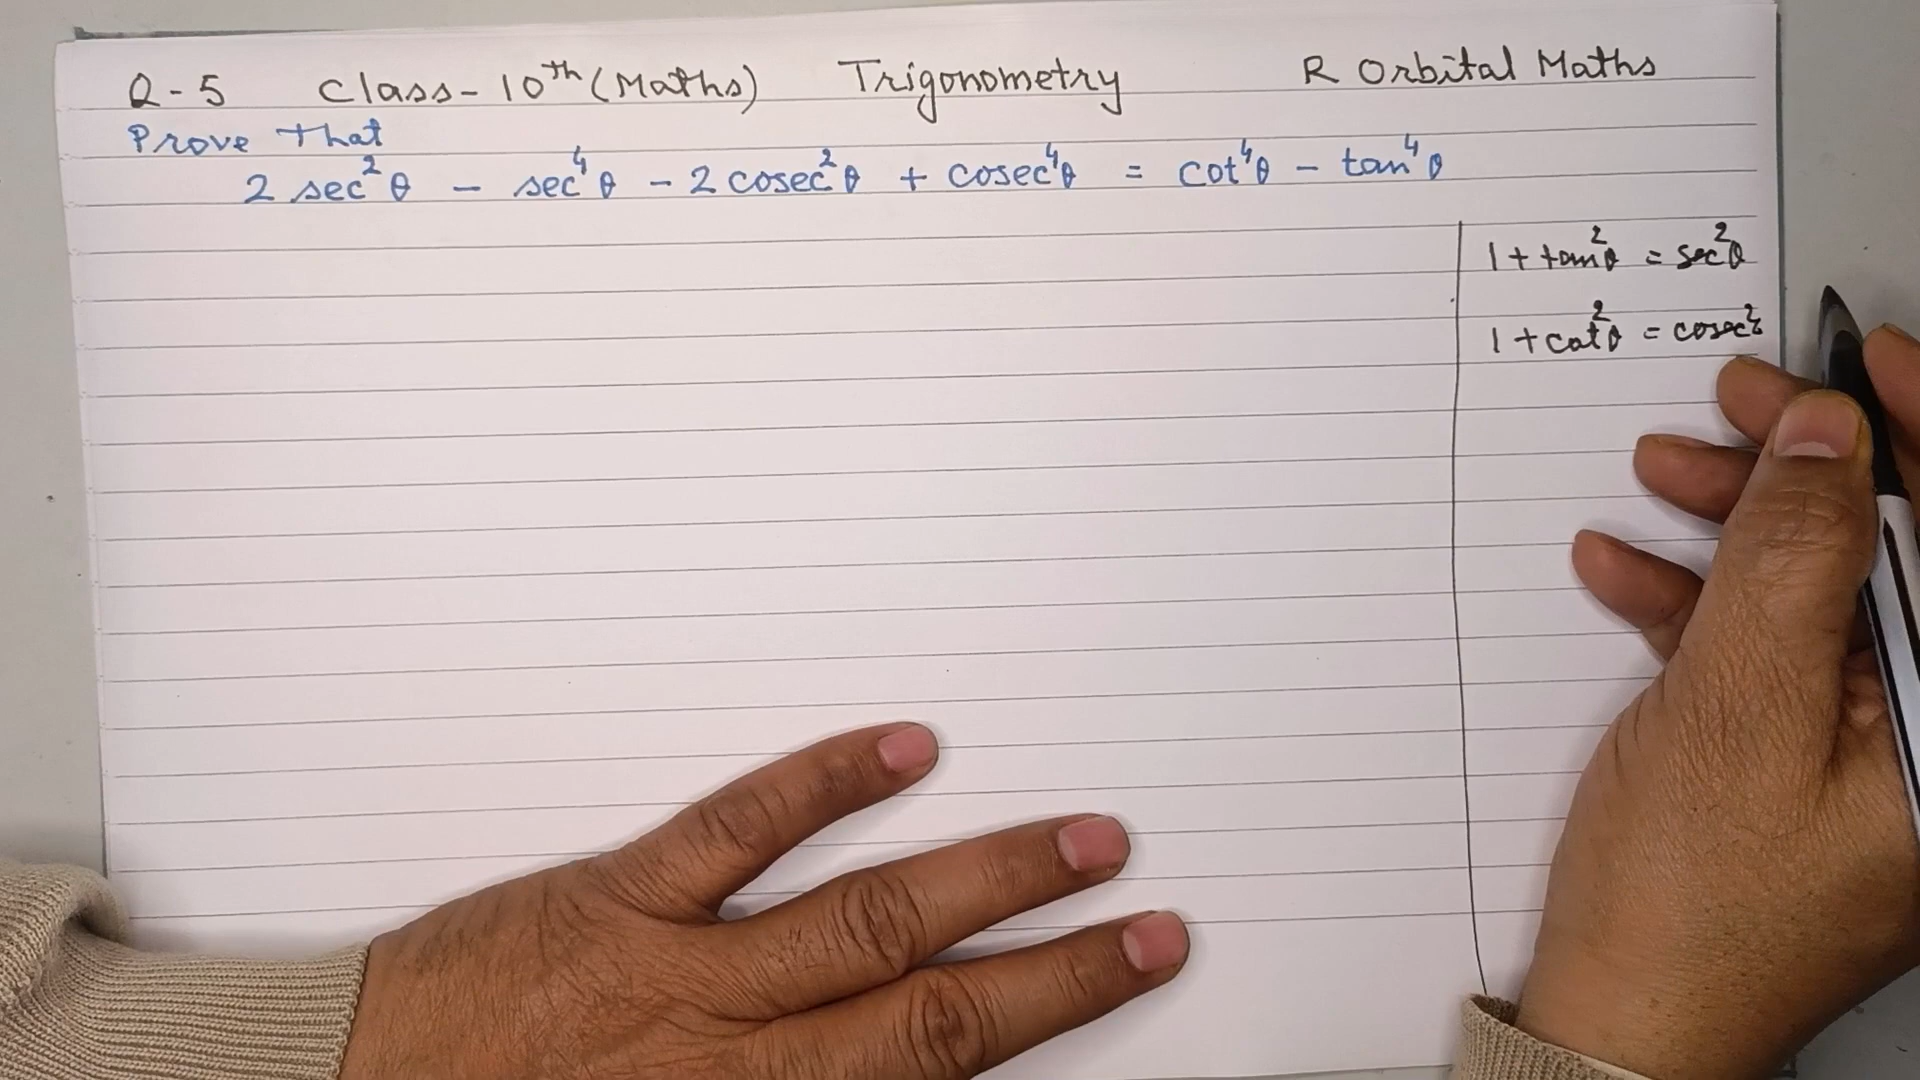 Q-5 Class-10th (Maths) Trigonometry R Orbital Maths
Prove that
2 sec²θ - sec⁴θ - 2 cosec²θ + cosec⁴θ = cot⁴θ - tan⁴θ
1 + tan²θ = sec²θ
1 + cot²θ = cosec²θ